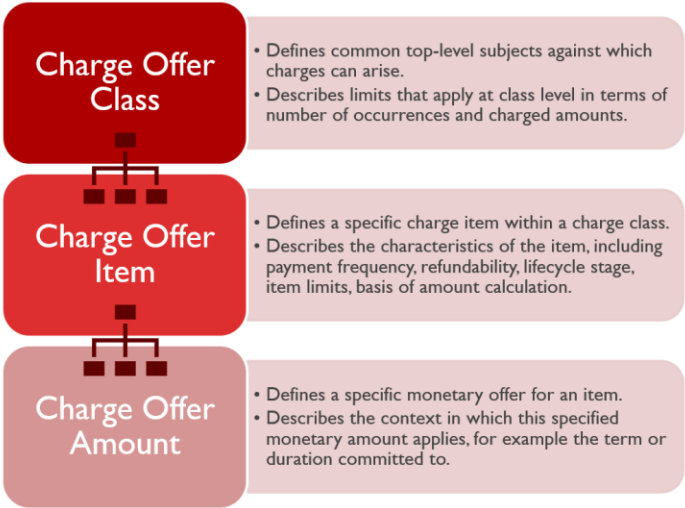 Charge Offer
Class
• Defines common top-level subjects against which
charges can arise.
• Describes limits that apply at class level in terms of
number of occurrences and charged amounts.
Charge Offer
Item
• Defines a specific charge item within a charge class.
• Describes the characteristics of the item, including
payment frequency, refundability, lifecycle stage,
item limits, basis of amount calculation.
Charge Offer
Amount
• Defines a specific monetary offer for an item.
• Describes the context in which this specified
monetary amount applies, for example the term or
duration committed to.